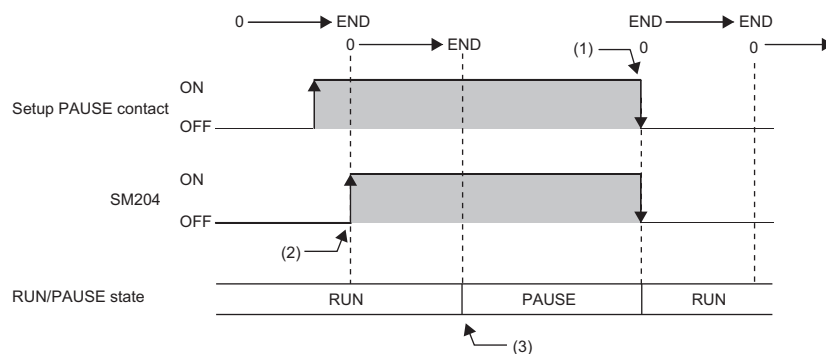 0 END END END
0 END (1) 0 0
ON
Setup PAUSE contact
OFF
ON
SM204
OFF
(2)
RUN/PAUSE state RUN PAUSE RUN
(3)